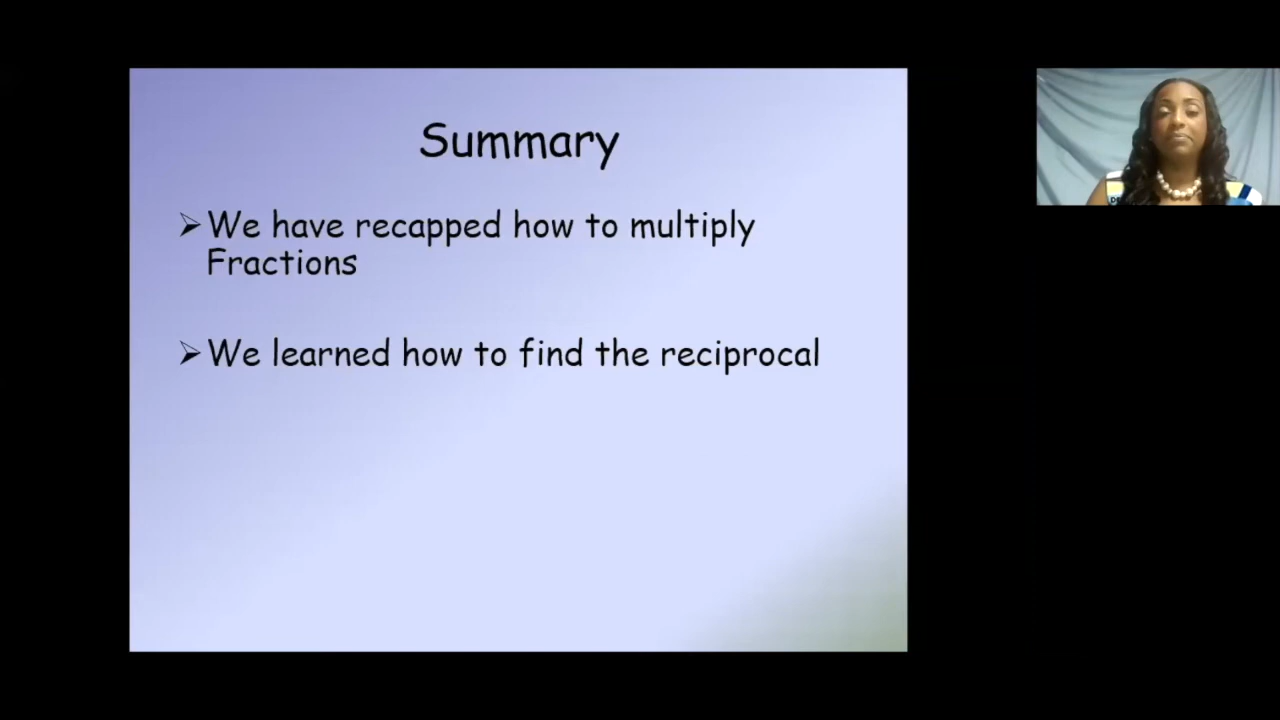 Summary
➢We have recapped how to multiply
Fractions
➢We learned how to find the reciprocal